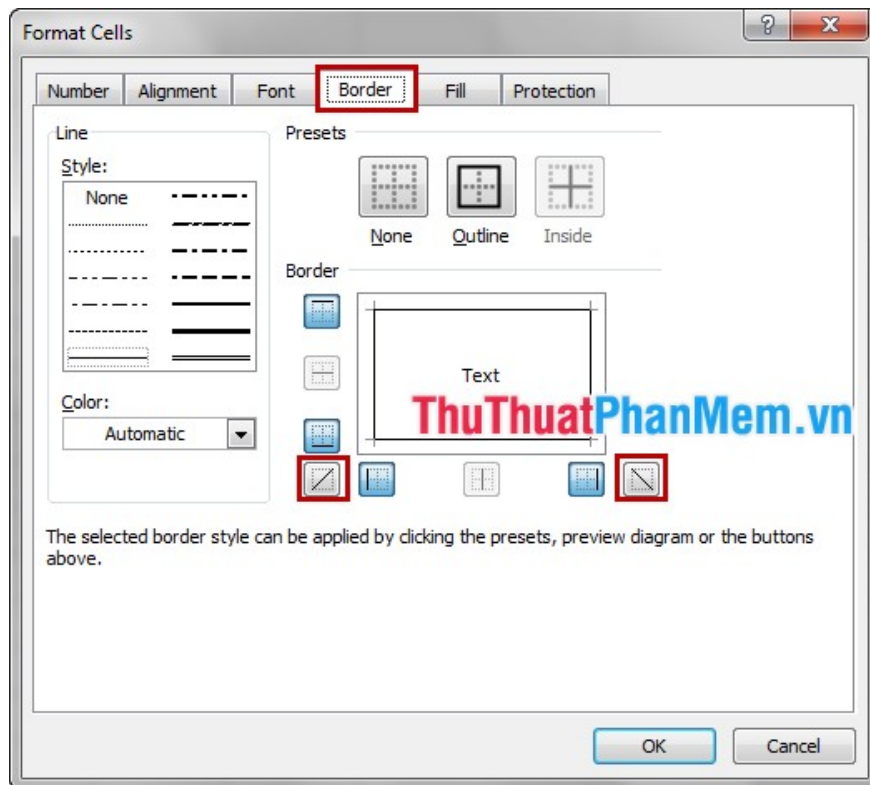 Format Cells
Number Alignment Font Border Fill Protection
Line
Style:
None
Color:
Automatic
Presets
None Outline Inside
Border
Text
ThuThuatPhanMem.vn
The selected border style can be applied by clicking the presets, preview diagram or the buttons
above.
OK Cancel